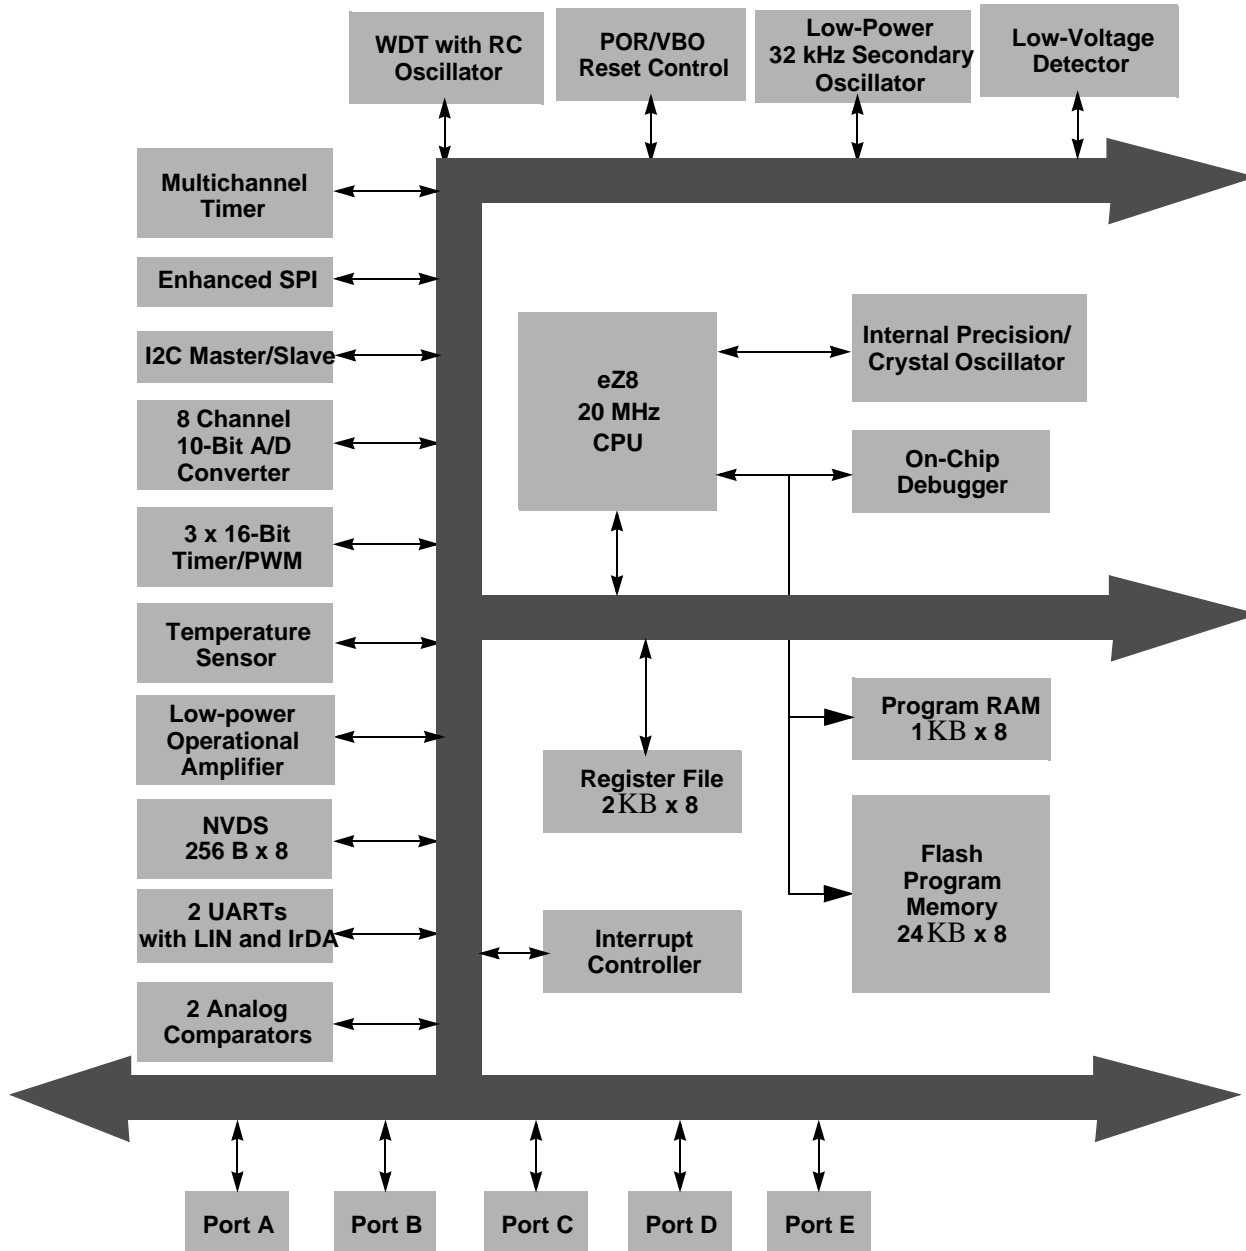 WDT with RC
Oscillator
POR/VBO
Reset Control
Low-Power
32 kHz Secondary
Oscillator
Low-Voltage
Detector
Multichannel
Timer
Enhanced SPI
I2C Master/Slave
8 Channel
10-Bit A/D
Converter
3 x 16-Bit
Timer/PWM
Temperature
Sensor
Low-power
Operational
Amplifier
NVDS
256 B x 8
2 UARTs
with LIN and IrDA
2 Analog
Comparators
eZ8
20 MHz
CPU
Internal Precision/
Crystal Oscillator
On-Chip
Debugger
Register File
2KB x 8
Program RAM
1KB x 8
Flash
Program
Memory
24KB x 8
Interrupt
Controller
Port A
Port B
Port C
Port D
Port E